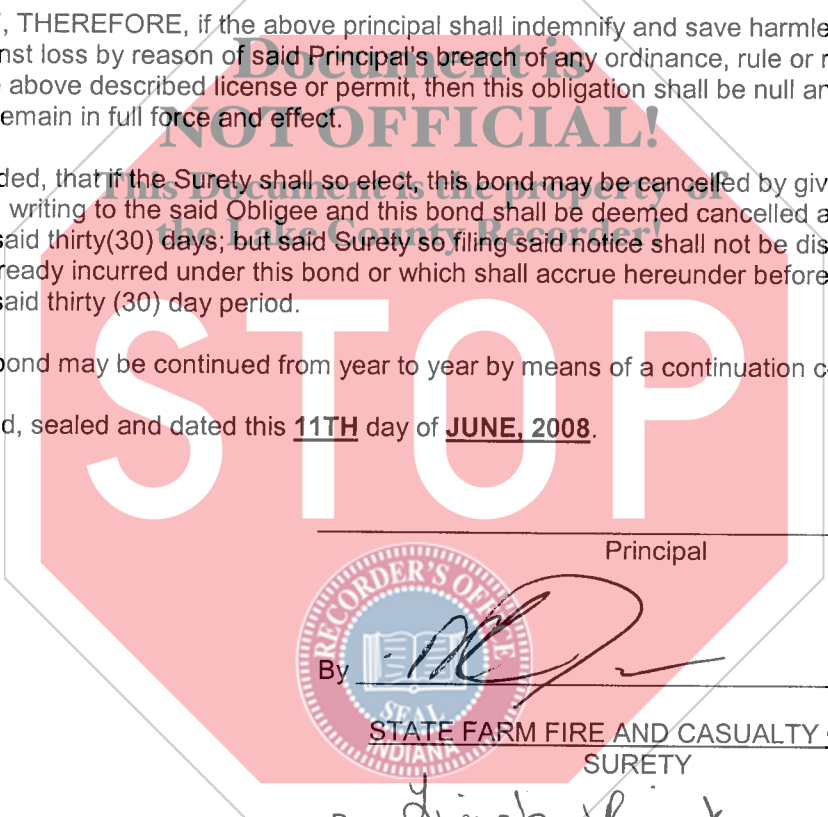 , THEREFORE, if the above principal shall indemnify and save harmle
nst loss by reason of said Principal's breach of any ordinance, rule or r
above described license or permit, then this obligation shall be null an
emain in full force and effect.
Document is
NOT OFFICIAL!
This Document is the property of
the Lake County Recorder!
ded, that if the Surety shall so elect, this bond may be cancelled by giv
writing to the said Obligee and this bond shall be deemed cancelled a
said thirty(30) days; but said Surety so filing said notice shall not be dis
ready incurred under this bond or which shall accrue hereunder before
said thirty (30) day period.
bond may be continued from year to year by means of a continuation c
d, sealed and dated this 11TH day of JUNE, 2008.
STOP
Principal
RECORDER'S OFFICE
SEAL
INDIANA
By
STATE FARM FIRE AND CASUALTY
SURETY